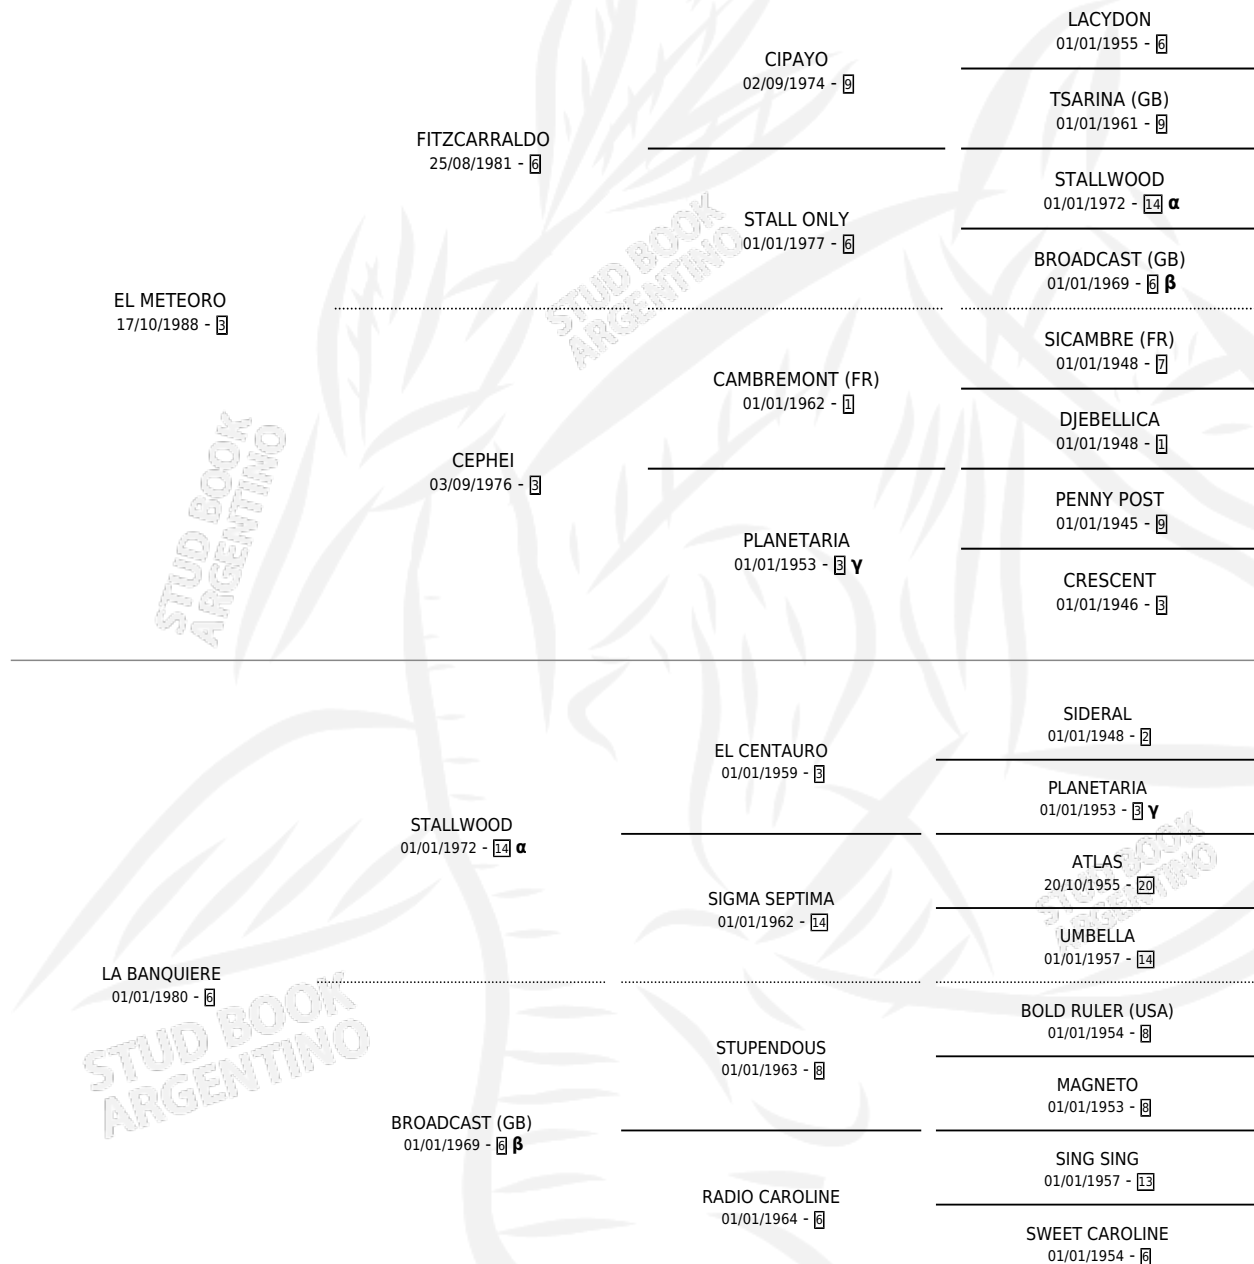 LACYDON
01/01/1955 - 6
CIPAYO
02/09/1974 - 9
TSARINA (GB)
01/01/1961 - 9
FITZCARRALDO
25/08/1981 - 6
STALLWOOD
01/01/1972 - 14 α
STALL ONLY
01/01/1977 - 6
BROADCAST (GB)
01/01/1969 - 6 β
EL METEORO
17/10/1988 - 3
STUD BOOK
ARGENTINO
SICAMBRE (FR)
01/01/1948 - 7
CAMBREMONT (FR)
01/01/1962 - 1
DJEBELLICA
01/01/1948 - 1
CEPHEI
03/09/1976 - 3
PENNY POST
01/01/1945 - 9
PLANETARIA
01/01/1953 - 3 γ
CRESCENT
01/01/1946 - 3
STUD BOOK
ARGENTINO
SIDERAL
01/01/1948 - 2
EL CENTAURO
01/01/1959 - 3
PLANETARIA
01/01/1953 - 3 γ
STALLWOOD
01/01/1972 - 14 α
ATLAS
20/10/1955 - 20
SIGMA SEPTIMA
01/01/1962 - 14
STUD BOOK
ARGENTINO
UMBELLA
01/01/1957 - 14
LA BANQUIERE
01/01/1980 - 6
STUD BOOK
ARGENTINO
BOLD RULER (USA)
01/01/1954 - 8
STUPENDOUS
01/01/1963 - 8
MAGNETO
01/01/1953 - 8
BROADCAST (GB)
01/01/1969 - 6 β
SING SING
01/01/1957 - 13
RADIO CAROLINE
01/01/1964 - 6
SWEET CAROLINE
01/01/1954 - 6